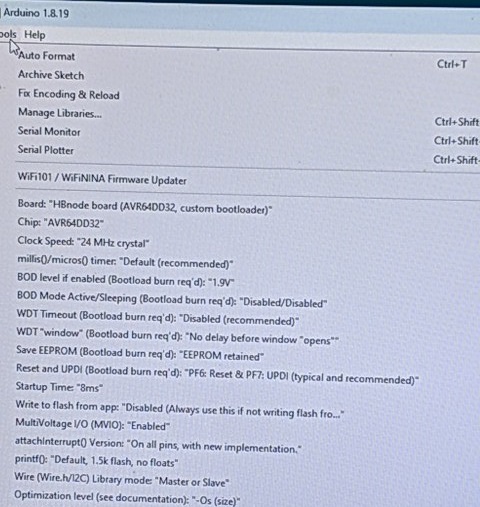 Arduino 1.8.19
ools Help
Auto Format Ctrl+T
Archive Sketch
Fix Encoding & Reload
Manage Libraries... Ctrl+Shift
Serial Monitor Ctrl+Shift
Serial Plotter Ctrl+Shift
WiFi101 / WiFiNINA Firmware Updater
Board: "HBnode board (AVR64DD32, custom bootloader)"
Chip: "AVR64DD32"
Clock Speed: "24 MHz crystal"
millis()/micros() timer: "Default (recommended)"
BOD level if enabled (Bootload burn req'd): "1.9V"
BOD Mode Active/Sleeping (Bootload burn req'd): "Disabled/Disabled"
WDT Timeout (Bootload burn req'd): "Disabled (recommended)"
WDT "window" (Bootload burn req'd): "No delay before window "opens""
Save EEPROM (Bootload burn req'd): "EEPROM retained"
Reset and UPDI (Bootload burn req'd): "PF6: Reset & PF7: UPDI (typical and recommended)"
Startup Time: "8ms"
Write to flash from app: "Disabled (Always use this if not writing flash fro..."
MultiVoltage I/O (MVIO): "Enabled"
attachInterrupt() Version: "On all pins, with new implementation."
printf(): "Default, 1.5k flash, no floats"
Wire (Wire.h/I2C) Library mode: "Master or Slave"
Optimization level (see documentation): "-Os (size)"